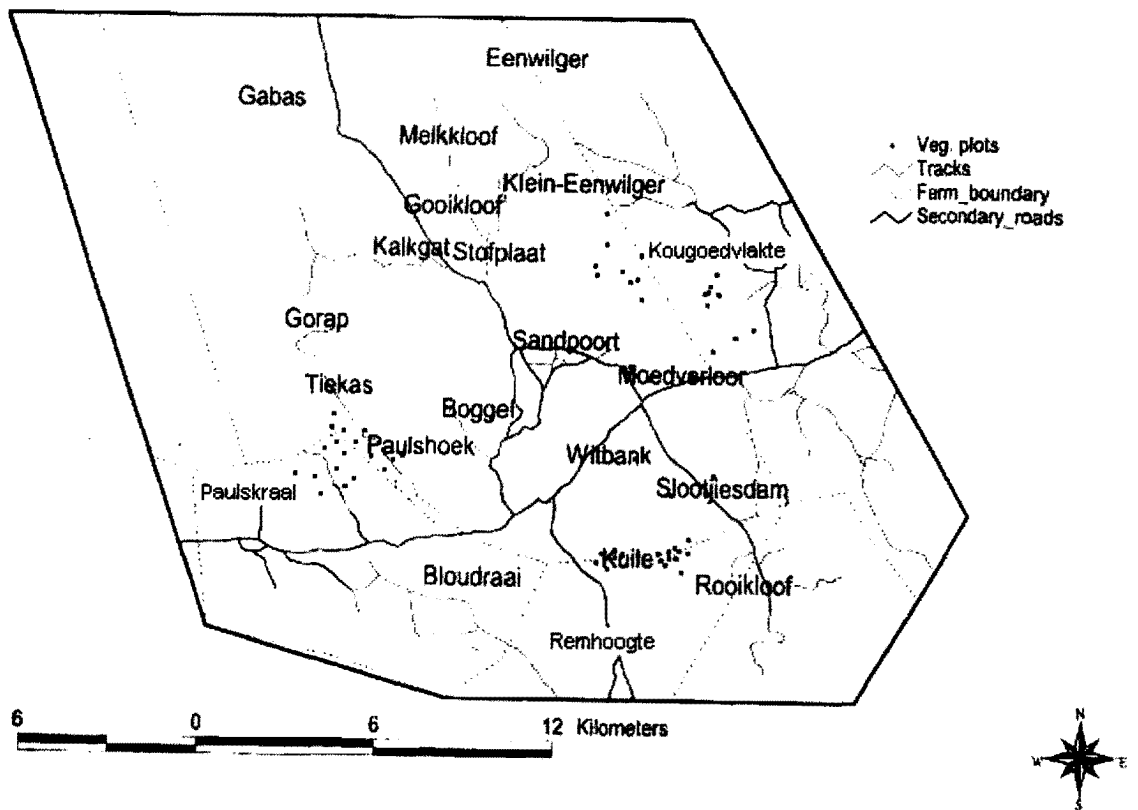 Eenwilger
Gabas
Melkkloof
Veg. plots
Tracks
Farm_boundary
Secondary_roads
Klein-Eenwilger
Gooikloof
Kalkgat
Stofplaat
Kougoedvlakte
Gorap
Sandpoort
Moedverloor
Tiekas
Boggel
Paulshoek
Witbank
Paulskraal
Slootjiesdam
Kuile
Bloudraai
Rooikloof
Remhoogte
6 0 6 12 Kilometers
N
W E
S